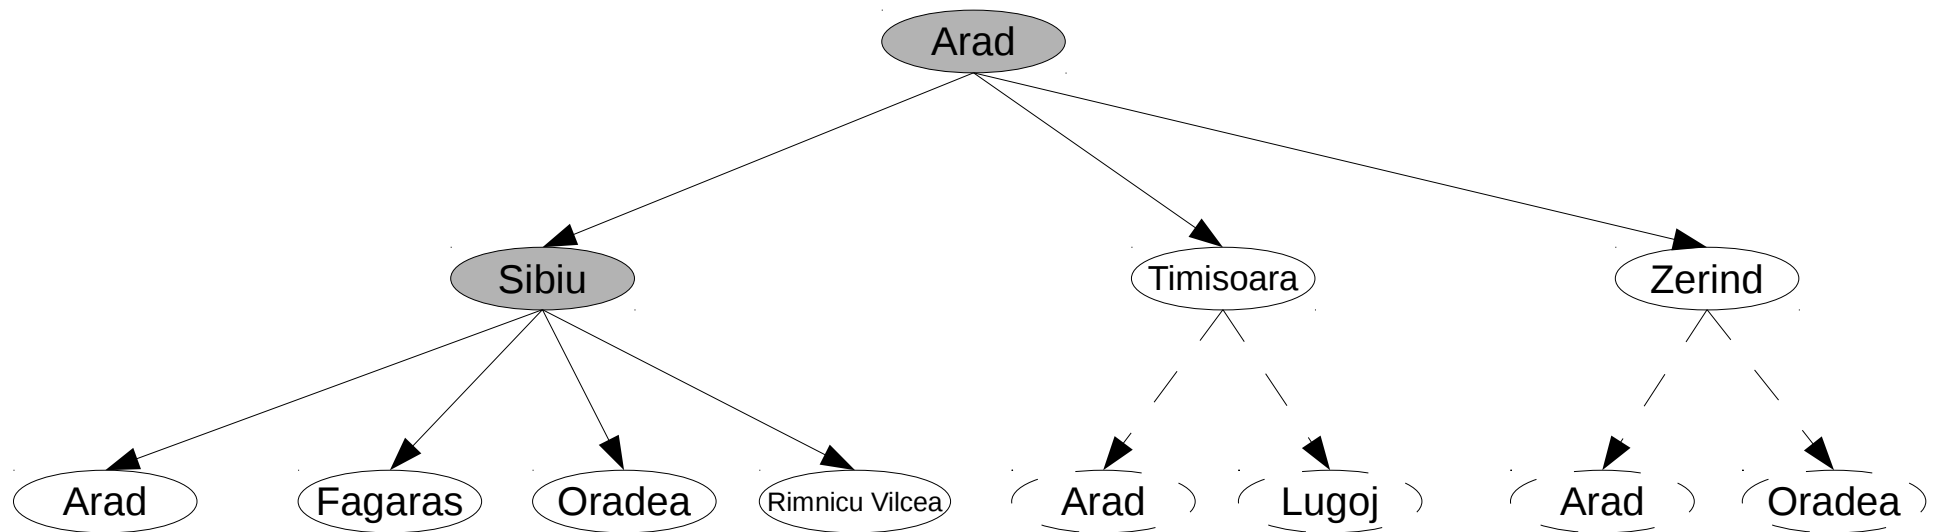 Arad
Sibiu
Timisoara
Zerind
Arad
Fagaras
Oradea
Rimnicu Vilcea
Arad
Lugoj
Arad
Oradea